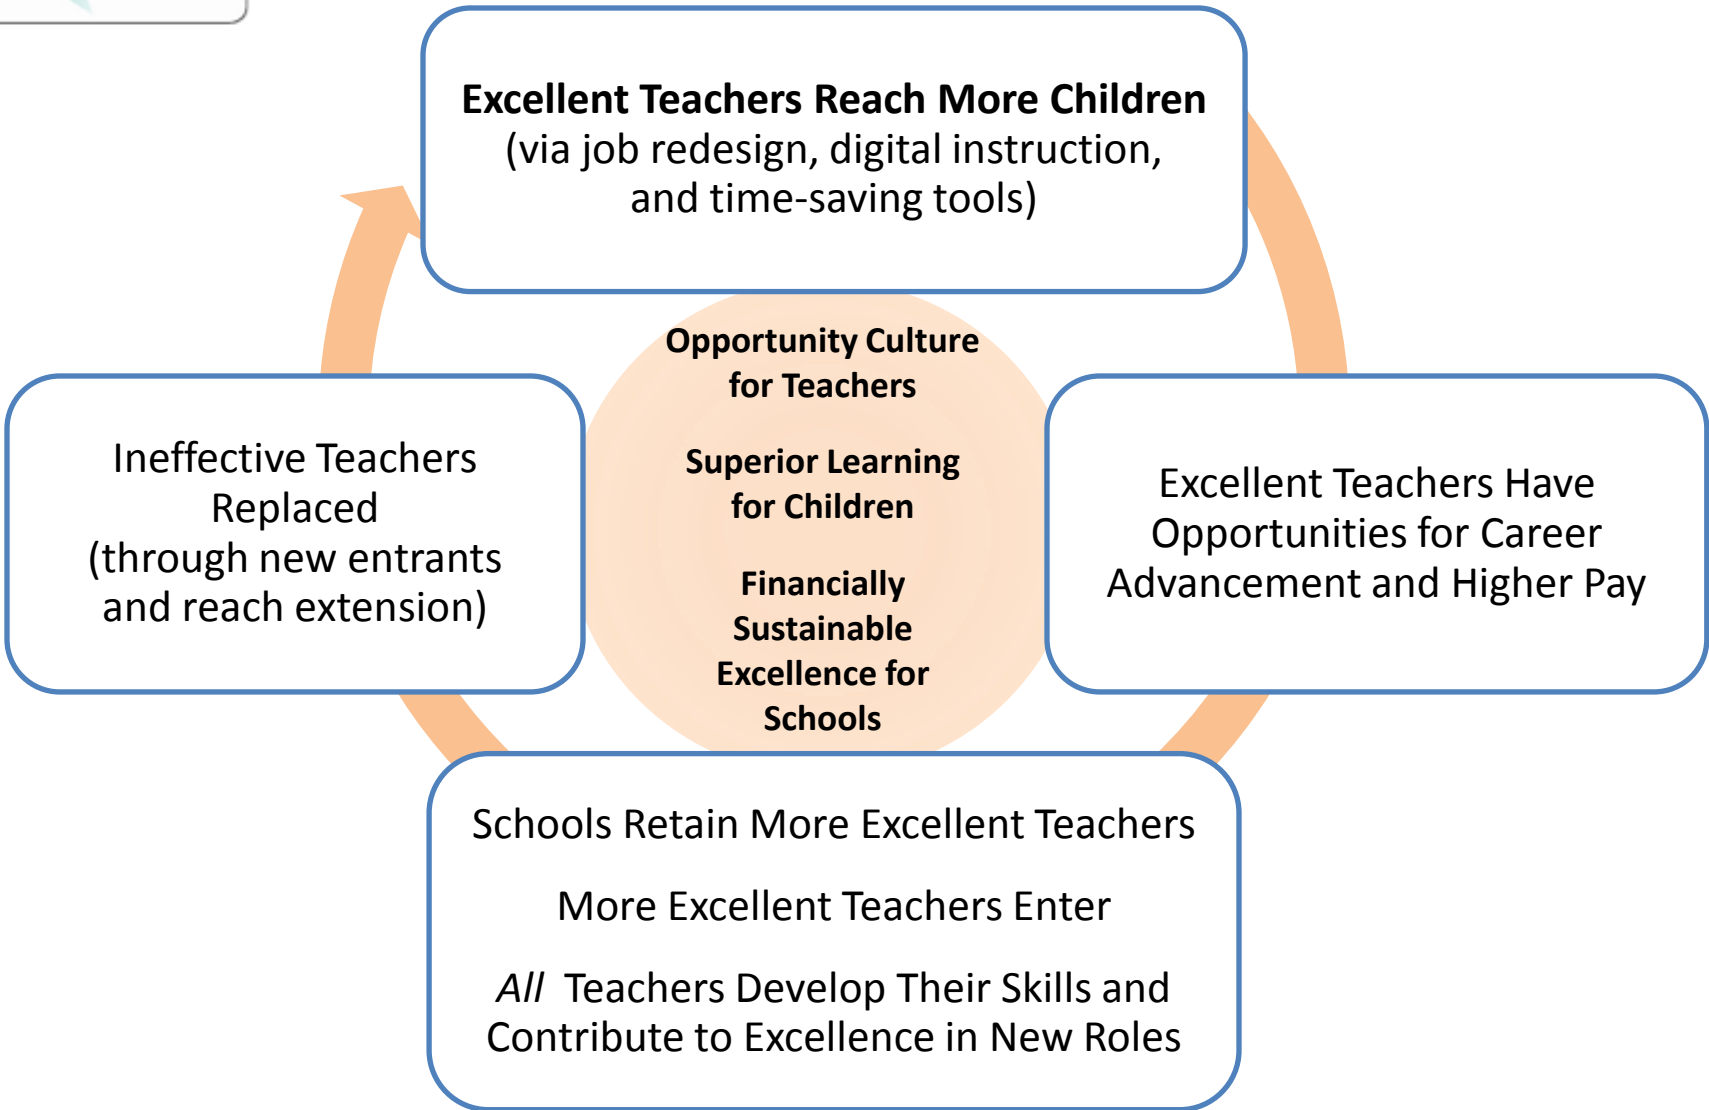 Excellent Teachers Reach More Children
(via job redesign, digital instruction,
and time-saving tools)
Opportunity Culture
for Teachers
Superior Learning
for Children
Financially
Sustainable
Excellence for
Schools
Ineffective Teachers
Replaced
(through new entrants
and reach extension)
Excellent Teachers Have
Opportunities for Career
Advancement and Higher Pay
Schools Retain More Excellent Teachers
More Excellent Teachers Enter
All Teachers Develop Their Skills and
Contribute to Excellence in New Roles